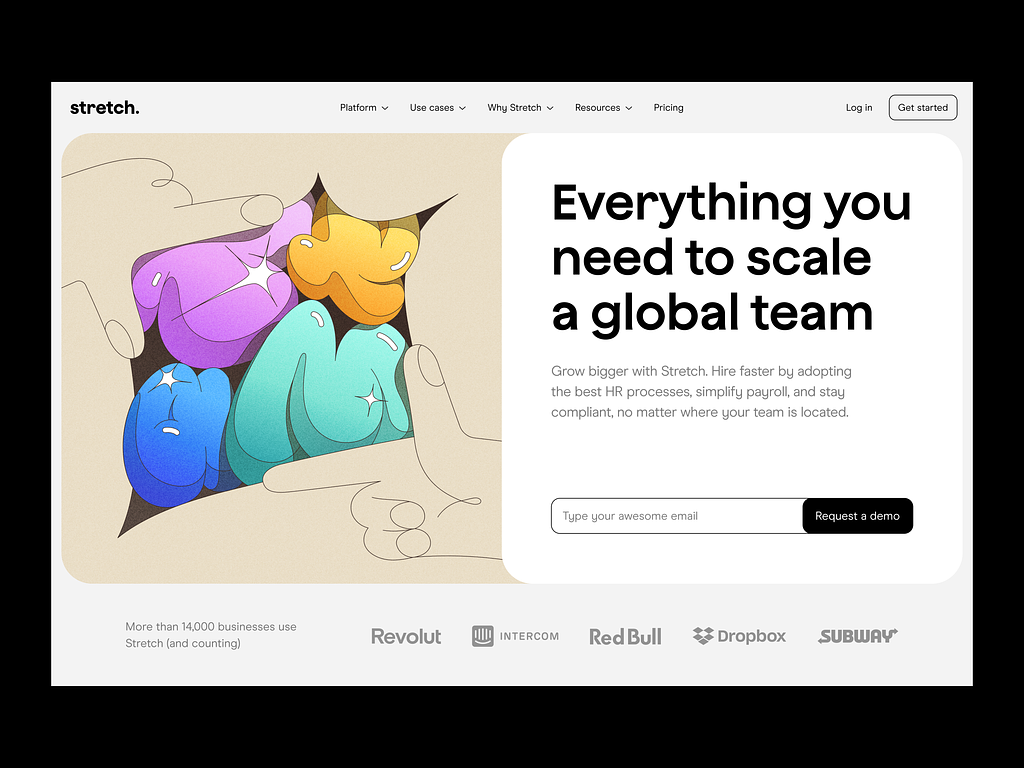 stretch.
Platform
Use cases
Why Stretch
Resources
Pricing
Log in
Get started
Everything you
need to scale
a global team
Grow bigger with Stretch. Hire faster by adopting
the best HR processes, simplify payroll, and stay
compliant, no matter where your team is located.
Type your awesome email
Request a demo
More than 14,000 businesses use
Stretch (and counting)
Revolut
INTERCOM
Red Bull
Dropbox
SUBWAY